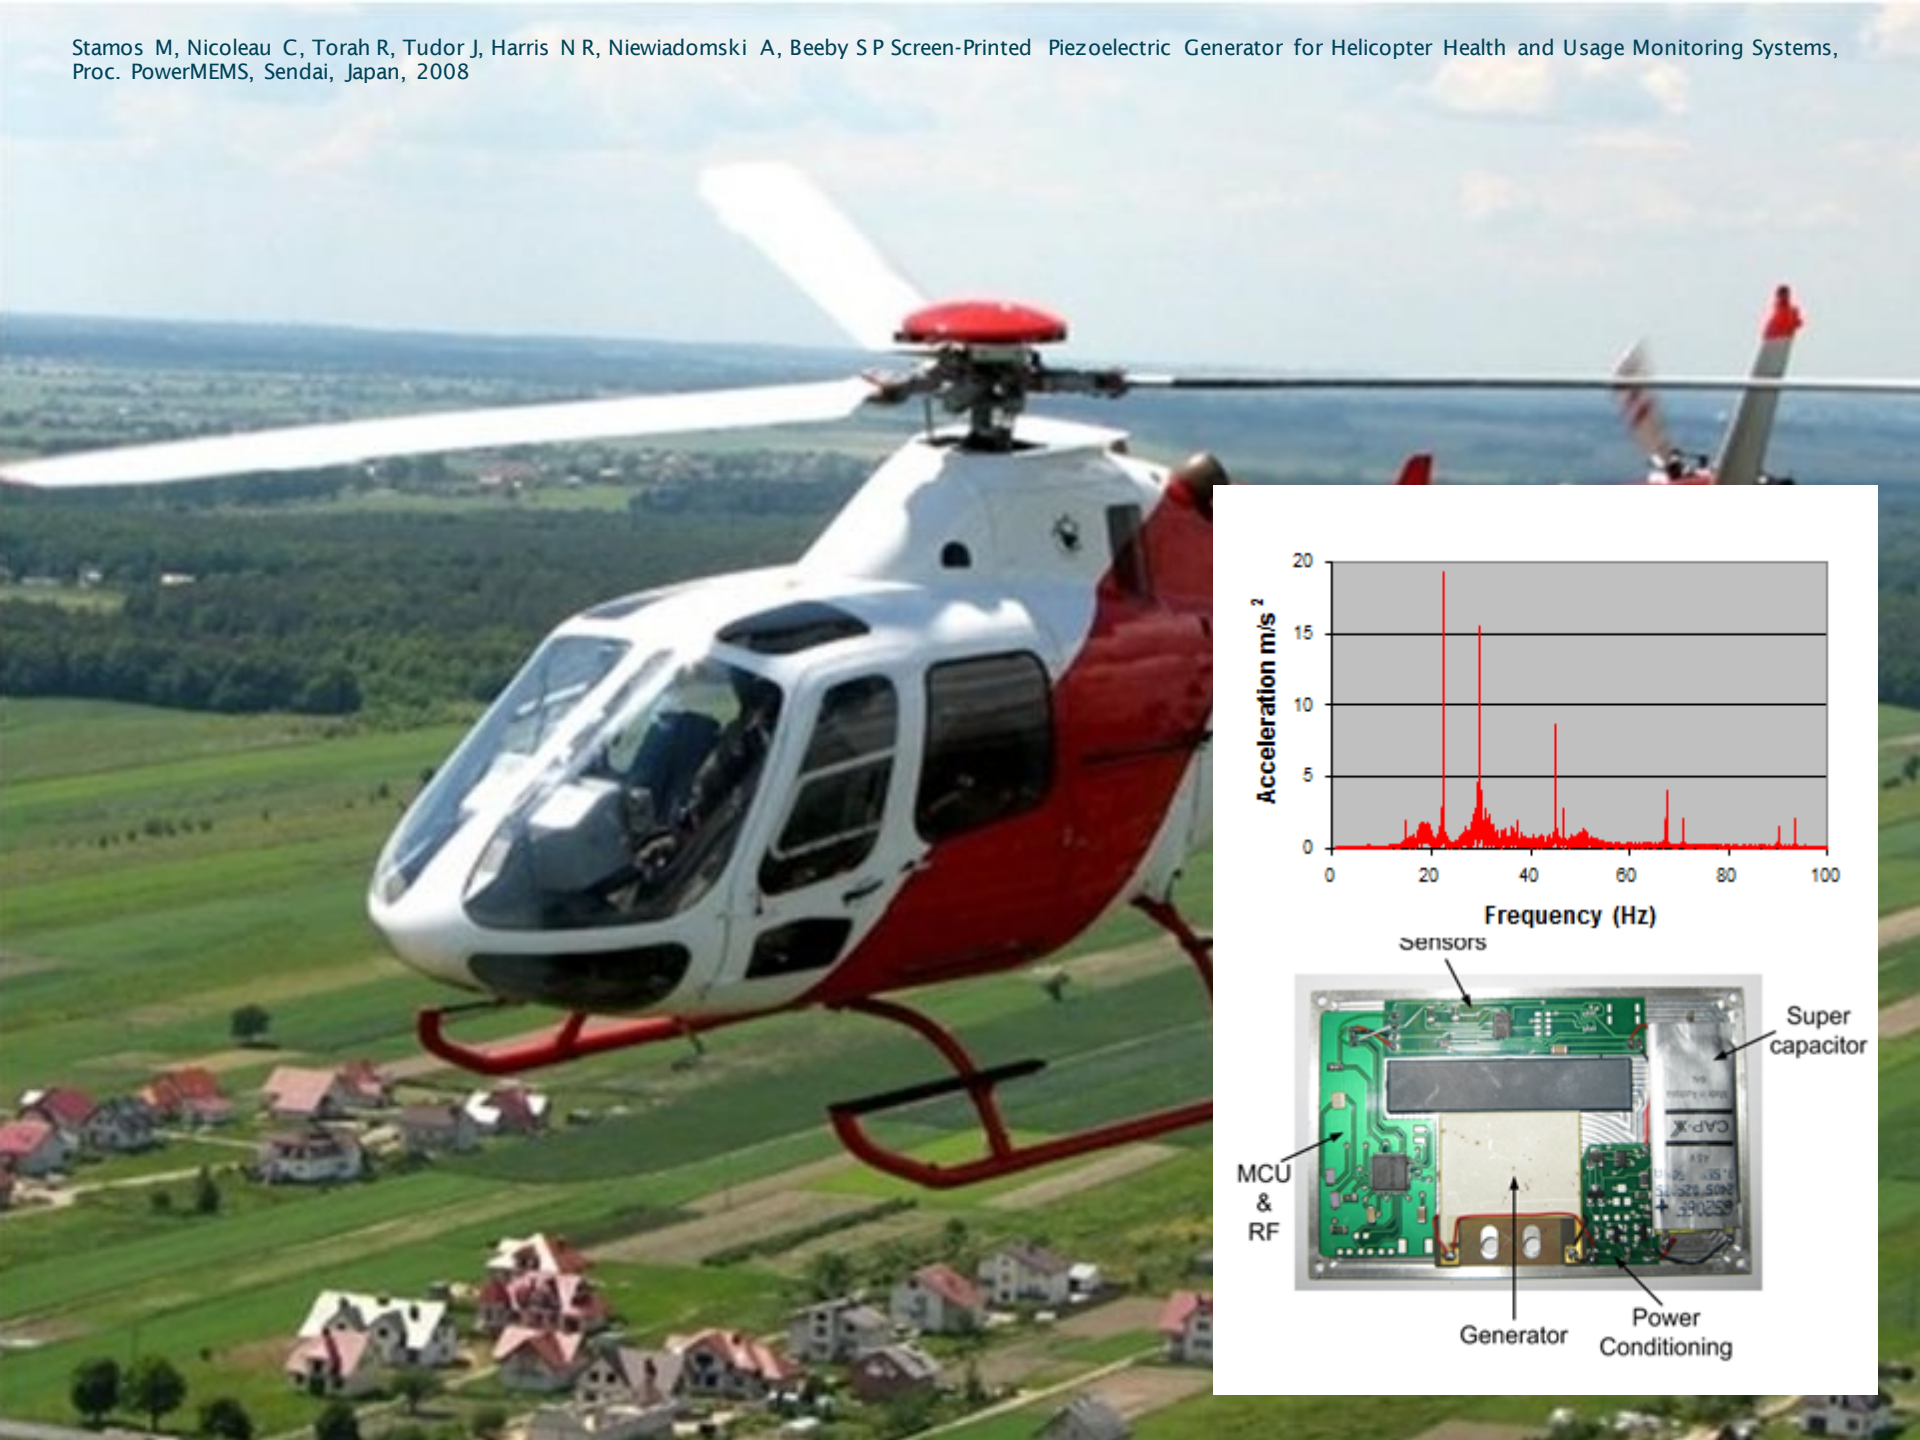 Stamos M, Nicoleau C, Torah R, Tudor J, Harris N R, Niewiadomski A, Beeby S P Screen-Printed Piezoelectric Generator for Helicopter Health and Usage Monitoring Systems,
Proc. PowerMEMS, Sendai, Japan, 2008
20
15
10
5
0
Acceleration m/s²
0 20 40 60 80 100
Frequency (Hz)
Sensors
Super
capacitor
MCU
&
RF
CAP-XX
Generator
Power
Conditioning